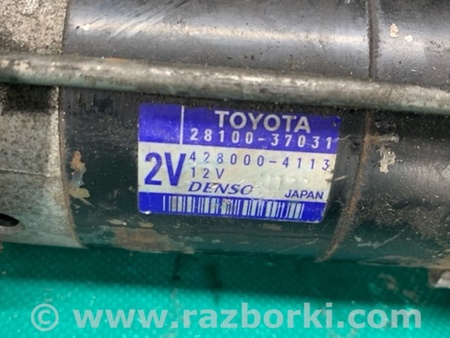 TOYOTA
28100-37031
2V
428000-4113
12V
DENSO
JAPAN
www.razborki.com